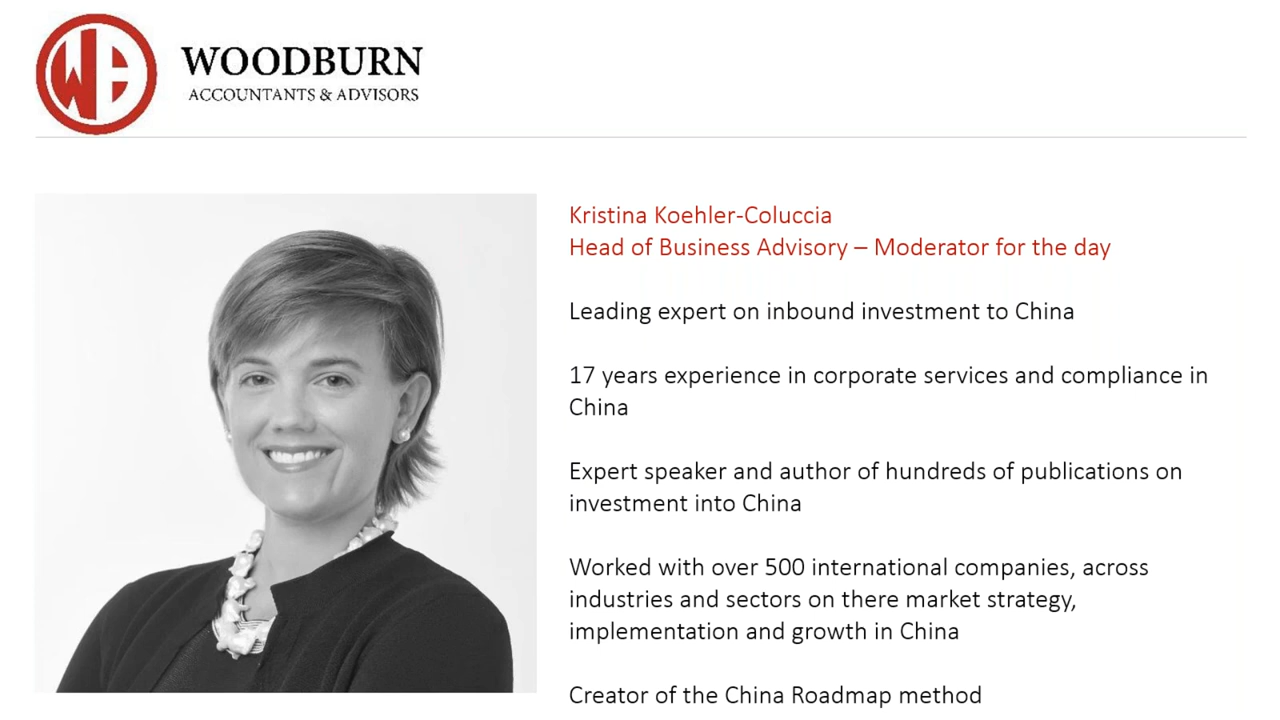 WB
WOODBURN
ACCOUNTANTS & ADVISORS
Kristina Koehler-Coluccia
Head of Business Advisory – Moderator for the day
Leading expert on inbound investment to China
17 years experience in corporate services and compliance in
China
Expert speaker and author of hundreds of publications on
investment into China
Worked with over 500 international companies, across
industries and sectors on there market strategy,
implementation and growth in China
Creator of the China Roadmap method